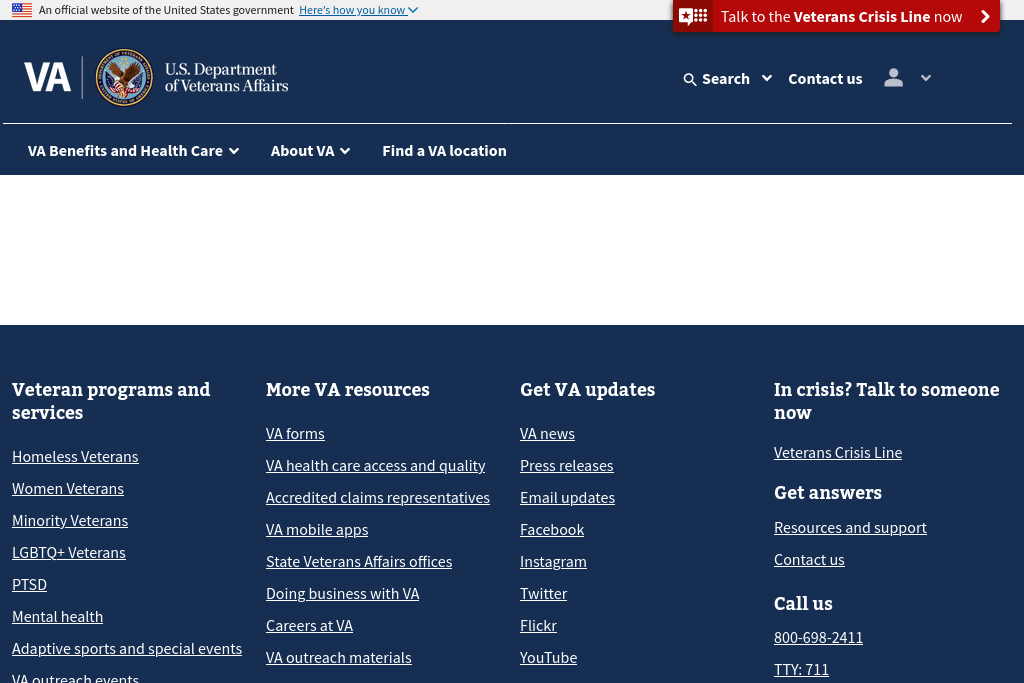 An official website of the United States government Here's how you know
Talk to the Veterans Crisis Line now
VA
U.S. Department
of Veterans Affairs
Search
Contact us
VA Benefits and Health Care
About VA
Find a VA location
Veteran programs and
services
Homeless Veterans
Women Veterans
Minority Veterans
LGBTQ+ Veterans
PTSD
Mental health
Adaptive sports and special events
VA outreach events
More VA resources
VA forms
VA health care access and quality
Accredited claims representatives
VA mobile apps
State Veterans Affairs offices
Doing business with VA
Careers at VA
VA outreach materials
Get VA updates
VA news
Press releases
Email updates
Facebook
Instagram
Twitter
Flickr
YouTube
In crisis? Talk to someone
now
Veterans Crisis Line
Get answers
Resources and support
Contact us
Call us
800-698-2411
TTY: 711